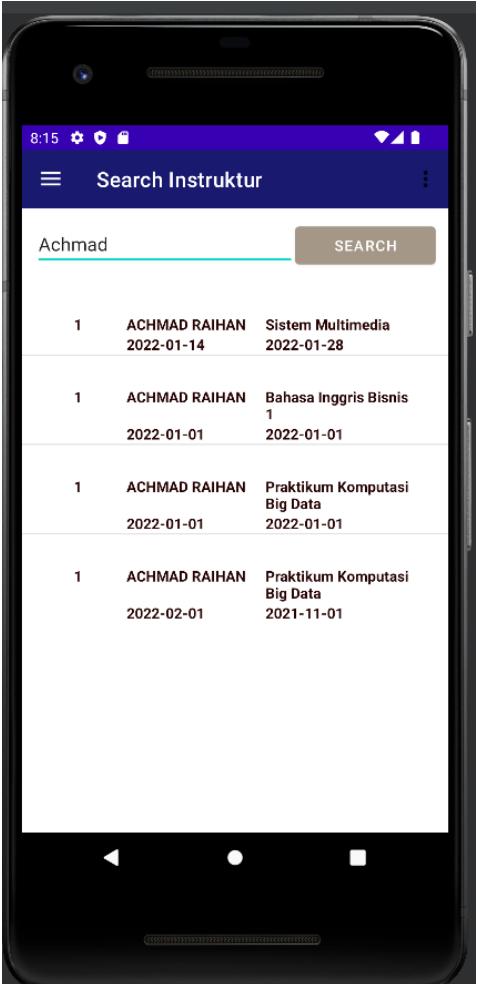 8:15
Search Instruktur
Achmad
SEARCH
1 ACHMAD RAIHAN Sistem Multimedia
2022-01-14 2022-01-28
1 ACHMAD RAIHAN Bahasa Inggris Bisnis
1
2022-01-01 2022-01-01
1 ACHMAD RAIHAN Praktikum Komputasi
Big Data
2022-01-01 2022-01-01
1 ACHMAD RAIHAN Praktikum Komputasi
Big Data
2022-02-01 2021-11-01